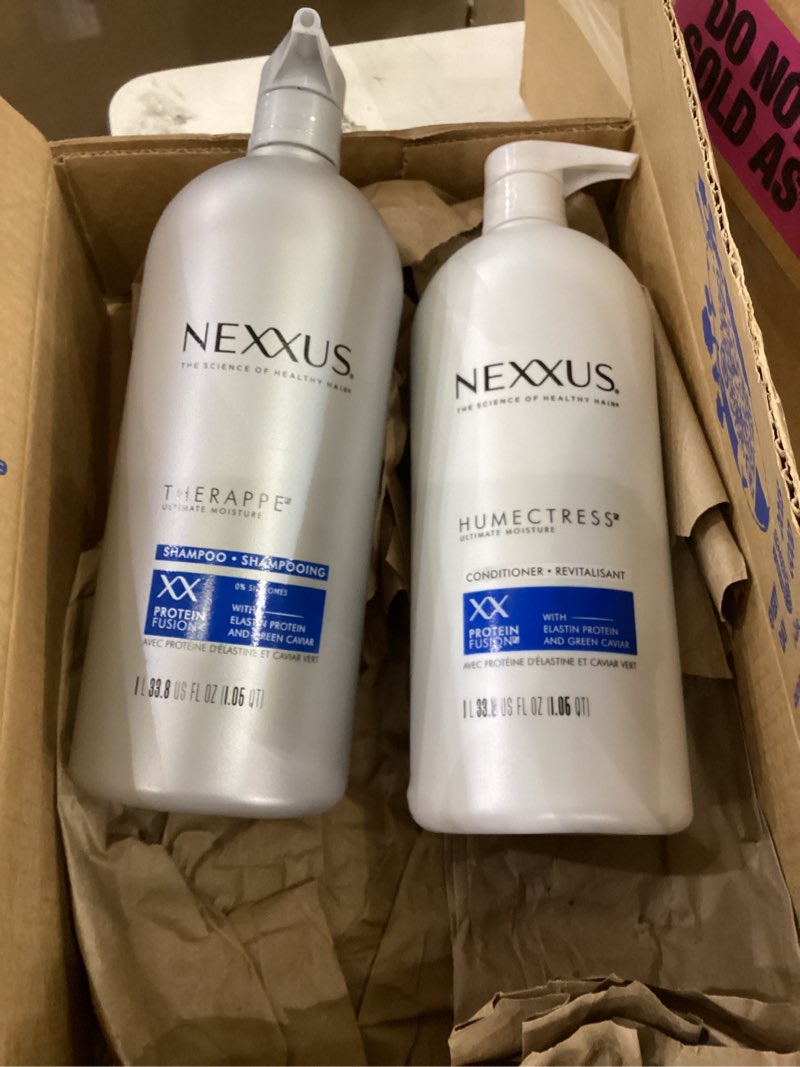 NEXXUS
THE SCIENCE OF HEALTHY HAIR
THERAPPE
ULTIMATE MOISTURE
SHAMPOO • SHAMPOOING
XX
PROTEIN
FUSION
0% SILICONES
WITH
ELASTIN PROTEIN
AND GREEN CAVIAR
AVEC PROTÉINE D'ÉLASTINE ET CAVIAR VERT
1 L 33.8 US FL OZ (1.05 QT)
NEXXUS
THE SCIENCE OF HEALTHY HAIR
HUMECTRESS
ULTIMATE MOISTURE
CONDITIONER • REVITALISANT
XX
PROTEIN
FUSION
WITH
ELASTIN PROTEIN
AND GREEN CAVIAR
AVEC PROTÉINE D'ÉLASTINE ET CAVIAR VERT
1 L 33.8 US FL OZ (1.05 QT)
DO NO
SOLD AS